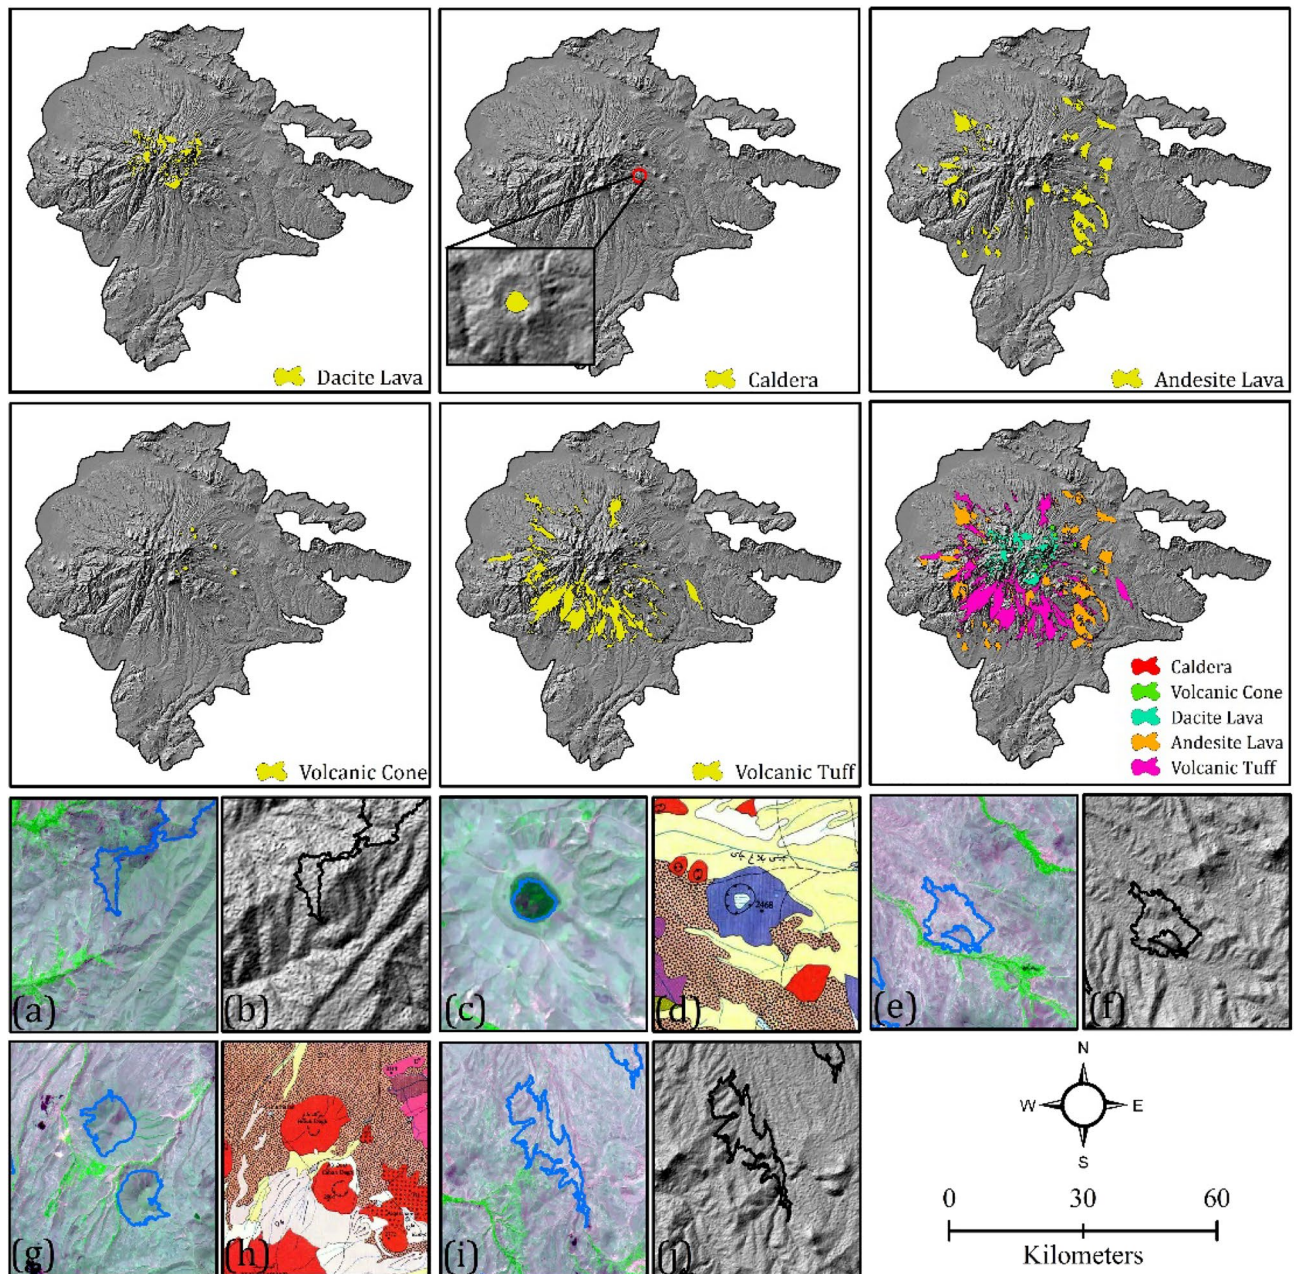 Dacite Lava
Caldera
Andesite Lava
Volcanic Cone
Volcanic Tuff
Caldera
Volcanic Cone
Dacite Lava
Andesite Lava
Volcanic Tuff
(a)
(b)
(c)
2468
(d)
(e)
(f)
(g)
(h)
(i)
(j)
N
W
E
S
0
30
60
Kilometers